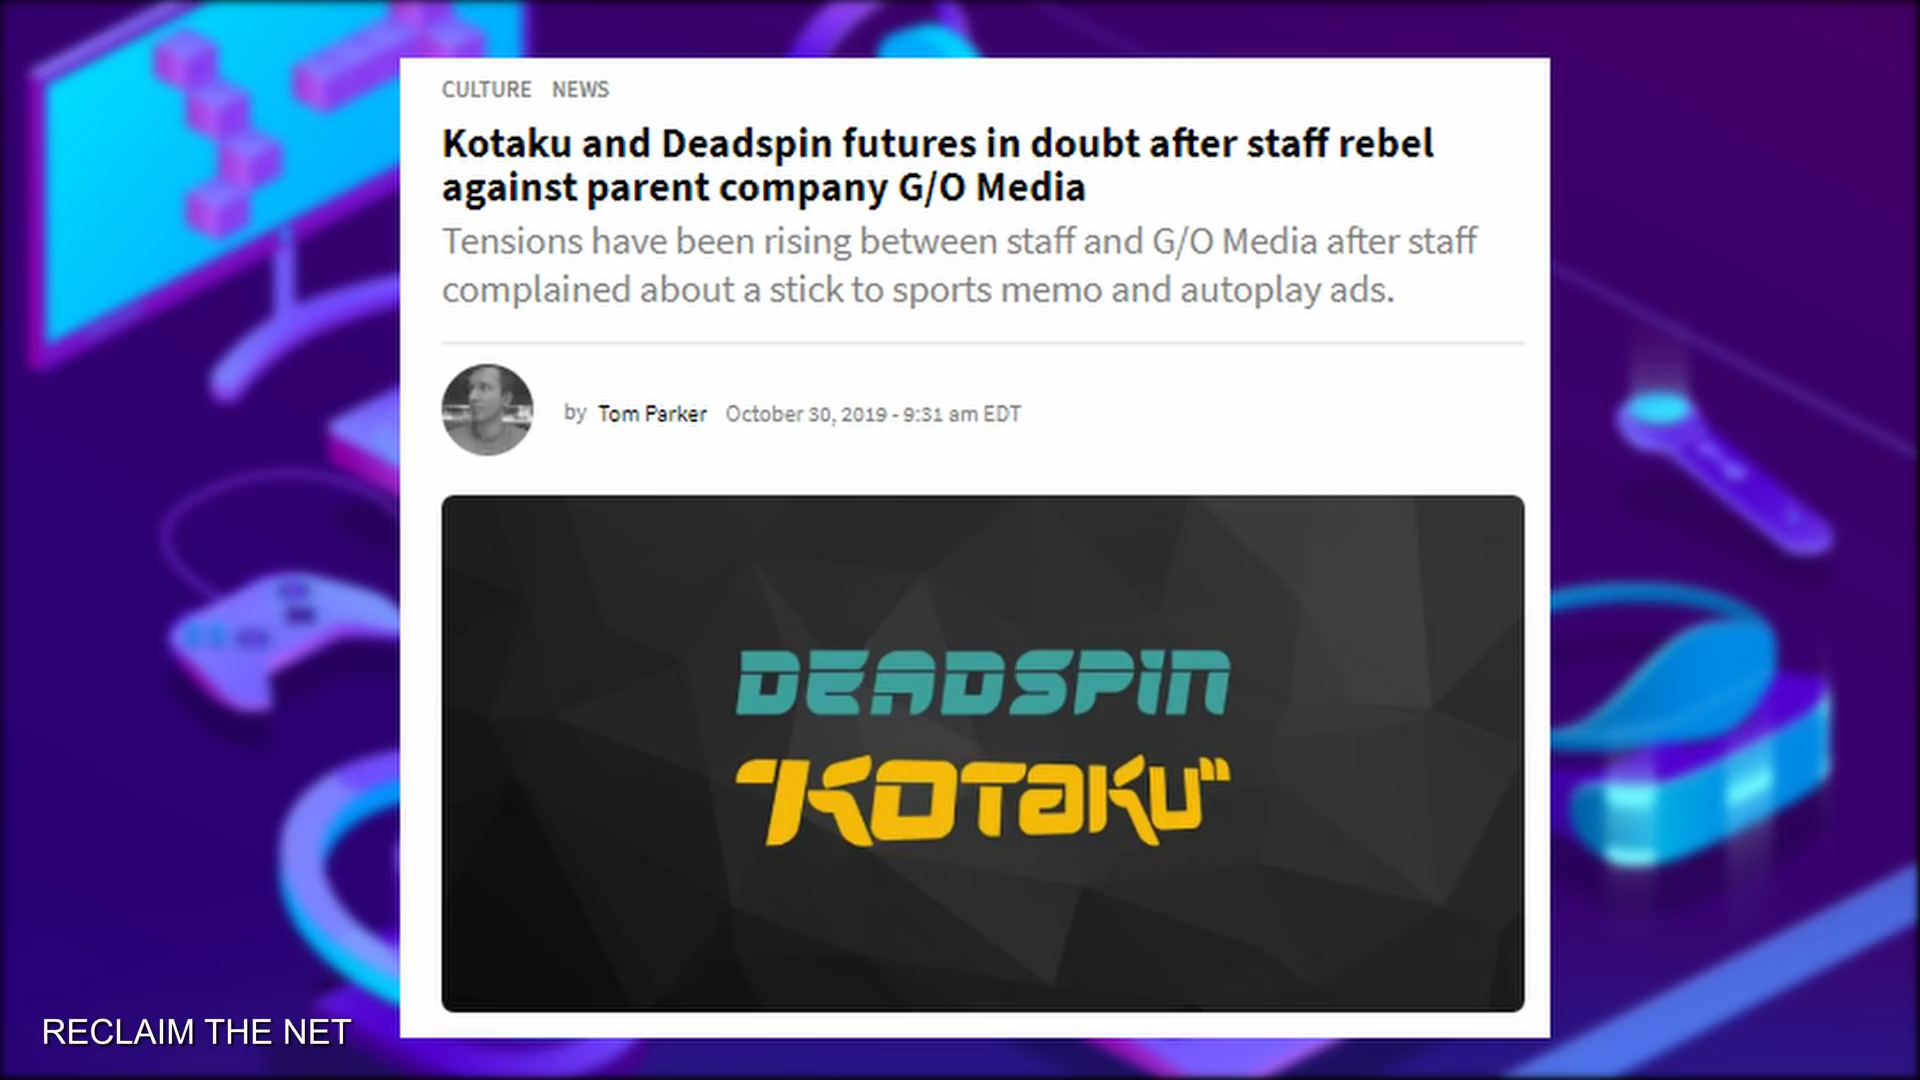 CULTURE NEWS
Kotaku and Deadspin futures in doubt after staff rebel
against parent company G/O Media
Tensions have been rising between staff and G/O Media after staff
complained about a stick to sports memo and autoplay ads.
by Tom Parker October 30, 2019 - 9:31 am EDT
DEADSPIN
"KOTAKU"
RECLAIM THE NET